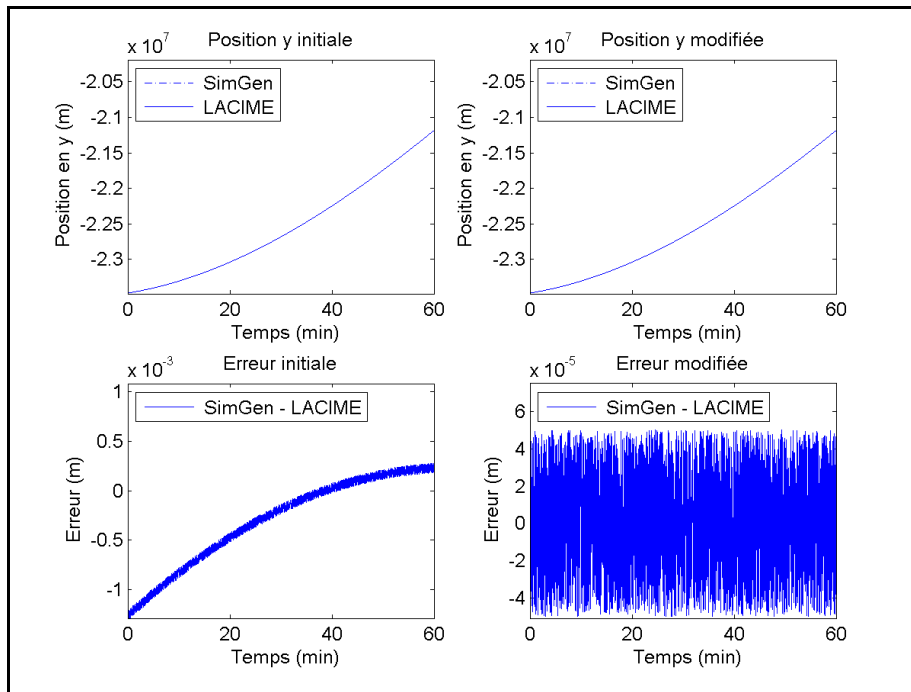 x 10^7
Position y initiale
SimGen
LACIME
-2.05
-2.1
-2.15
-2.2
-2.25
-2.3
Position en y (m)
0 20 40 60
Temps (min)
x 10^7
Position y modifiée
SimGen
LACIME
-2.05
-2.1
-2.15
-2.2
-2.25
-2.3
Position en y (m)
0 20 40 60
Temps (min)
x 10^-3
Erreur initiale
SimGen - LACIME
1
0.5
0
-0.5
-1
Erreur (m)
0 20 40 60
Temps (min)
x 10^-5
Erreur modifiée
SimGen - LACIME
6
4
2
0
-2
-4
Erreur (m)
0 20 40 60
Temps (min)